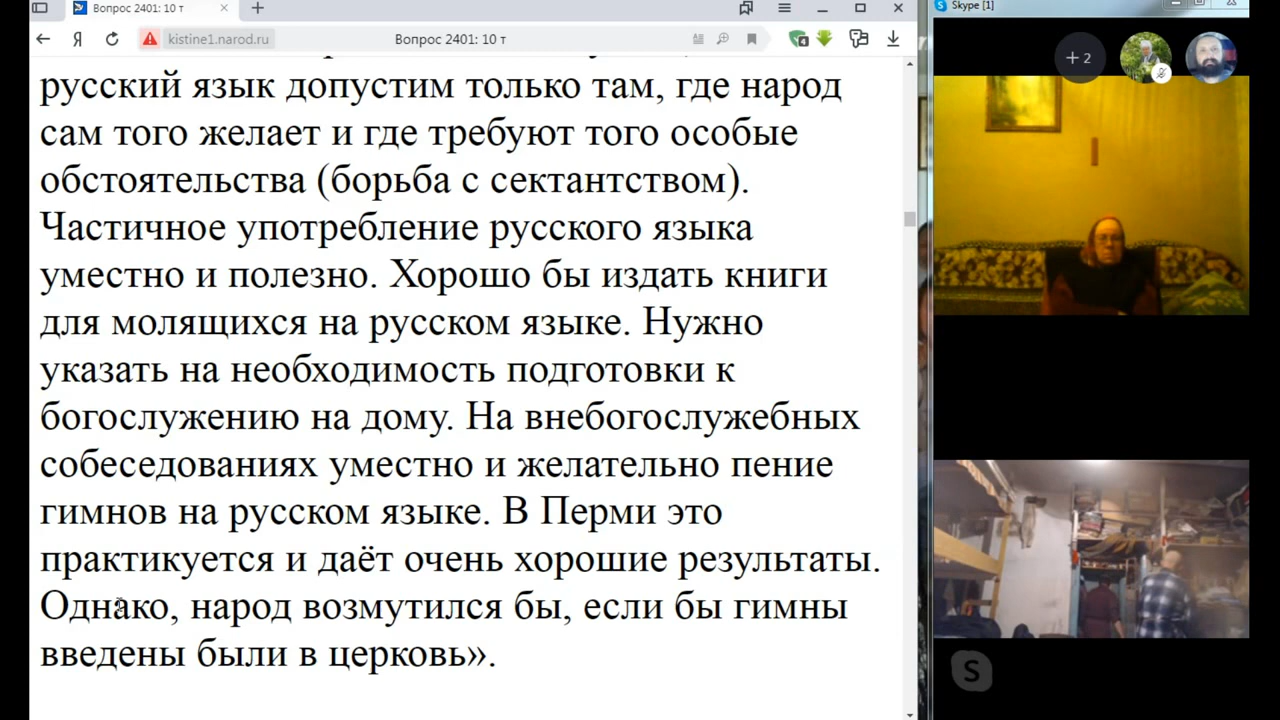 Вопрос 2401: 10 т
Skype [1]
Я
kistine1.narod.ru
Вопрос 2401: 10 т
4
+ 2
русский язык допустим только там, где народ
сам того желает и где требуют того особые
обстоятельства (борьба с сектантством).
Частичное употребление русского языка
уместно и полезно. Хорошо бы издать книги
для молящихся на русском языке. Нужно
указать на необходимость подготовки к
богослужению на дому. На внебогослужебных
собеседованиях уместно и желательно пение
гимнов на русском языке. В Перми это
практикуется и даёт очень хорошие результаты.
Однако, народ возмутился бы, если бы гимны
введены были в церковь».
S